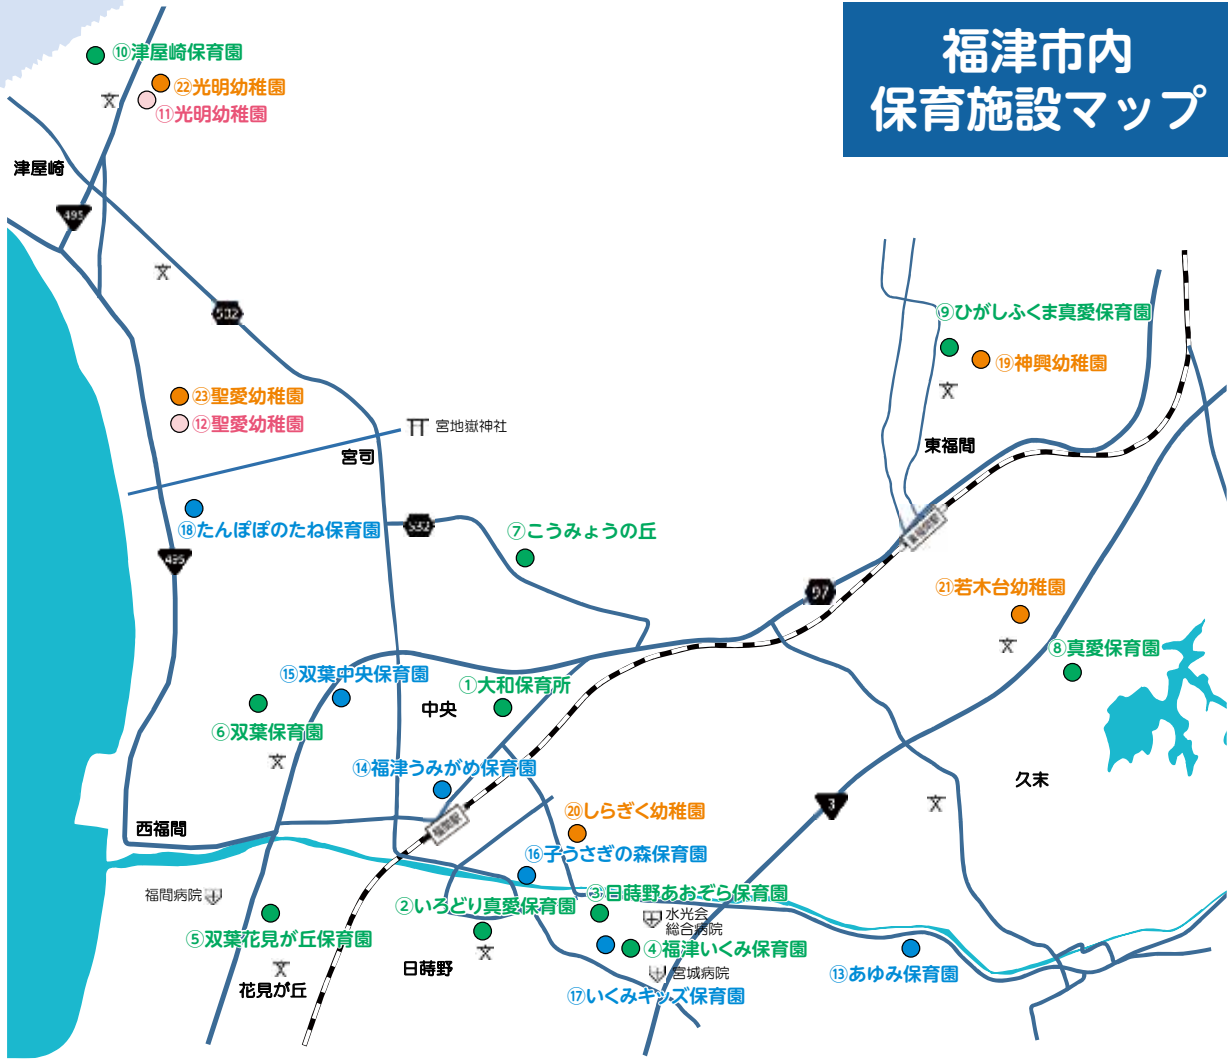 福津市内
保育施設マップ
⑩津屋崎保育園
㉒光明幼稚園
⑪光明幼稚園
津屋崎
495
532
⑨ひがしふくま真愛保育園
⑲神興幼稚園
㉓聖愛幼稚園
⑫聖愛幼稚園
宮地嶽神社
宮司
東福間
⑱たんぽぽのたね保育園
⑦こうみょうの丘
495
東福間駅
97
㉑若木台幼稚園
⑧真愛保育園
⑮双葉中央保育園
①大和保育所
中央
⑥双葉保育園
⑭福津うみがめ保育園
久末
3
⑳しらぎく幼稚園
福間駅
西福間
⑯子うさぎの森保育園
福間病院
③日蒔野あおぞら保育園
②いろどり真愛保育園
水光会
総合病院
⑤双葉花見が丘保育園
④福津いくみ保育園
日蒔野
宮城病院
⑬あゆみ保育園
花見が丘
⑰いくみキッズ保育園